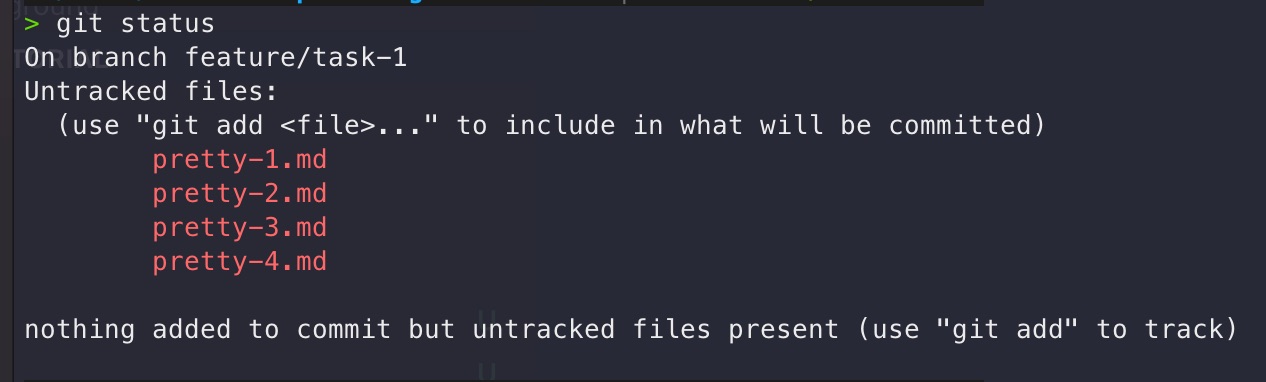 > git status
On branch feature/task-1
Untracked files:
  (use "git add <file>..." to include in what will be committed)
        pretty-1.md
        pretty-2.md
        pretty-3.md
        pretty-4.md
nothing added to commit but untracked files present (use "git add" to track)